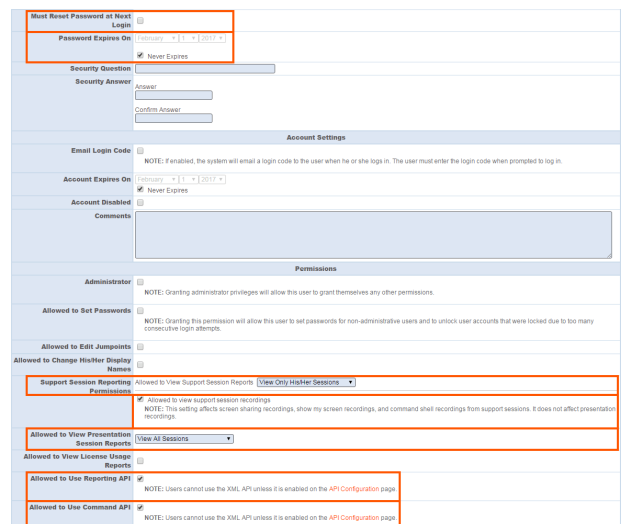 Must Reset Password at Next
Login
Password Expires On
February 1 2017
Never Expires
Security Question
Security Answer
Answer
Confirm Answer
Account Settings
Email Login Code
NOTE: If enabled, the system will email a login code to the user when he or she logs in. The user must enter the login code when prompted to log in.
Account Expires On
February 1 2017
Never Expires
Account Disabled
Comments
Permissions
Administrator
NOTE: Granting administrator privileges will allow this user to grant themselves any other permissions.
Allowed to Set Passwords
NOTE: Granting this permission will allow this user to set passwords for non-administrative users and to unlock user accounts that were locked due to too many
consecutive login attempts.
Allowed to Edit Jumpoints
Allowed to Change His/Her Display
Names
Support Session Reporting
Permissions
Allowed to View Support Session Reports View Only His/Her Sessions
Allowed to view support session recordings
NOTE: This setting affects screen sharing recordings, show my screen recordings, and command shell recordings from support sessions. It does not affect presentation
recordings.
Allowed to View Presentation
Session Reports
View All Sessions
Allowed to View License Usage
Reports
Allowed to Use Reporting API
NOTE: Users cannot use the XML API unless it is enabled on the API Configuration page.
Allowed to Use Command API
NOTE: Users cannot use the XML API unless it is enabled on the API Configuration page.